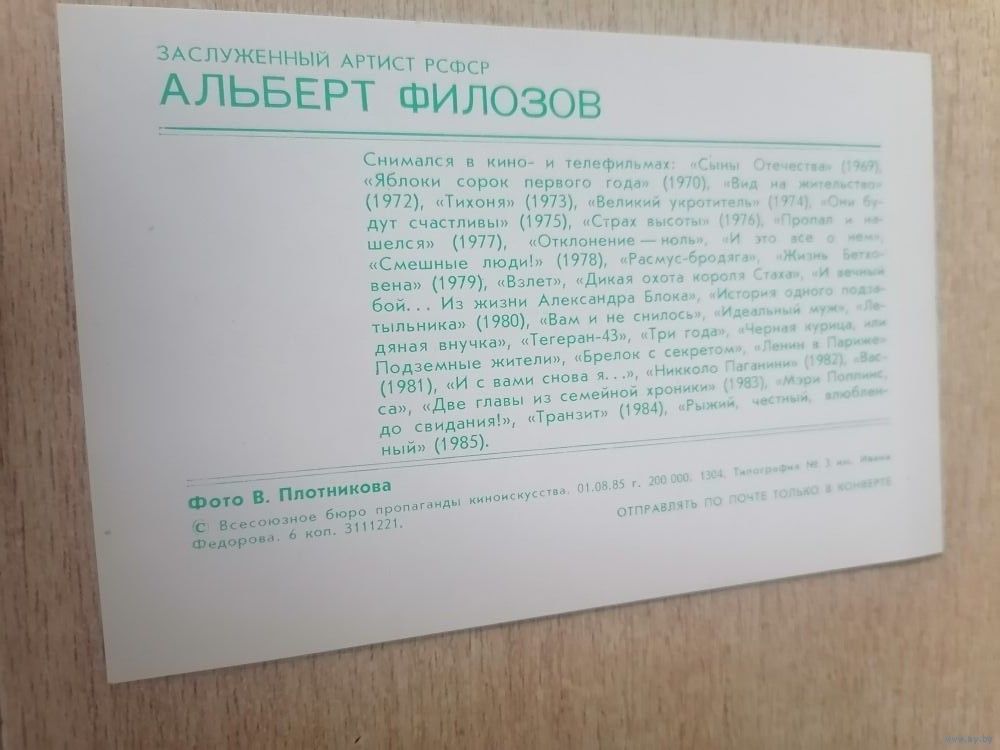 ЗАСЛУЖЕННЫЙ АРТИСТ РСФСР
АЛЬБЕРТ ФИЛОЗОВ
Снимался в кино- и телефильмах: «Сыны Отечества» (1969),
«Яблоки сорок первого года» (1970), «Вид на жительство»
(1972), «Тихоня» (1973), «Великий укротитель» (1974), «Они бу-
дут счастливы» (1975), «Страх высоты» (1976), «Пропал и на-
шелся» (1977), «Отклонение — ноль», «И это все о нем»,
«Смешные люди!» (1978), «Расмус-бродяга», «Жизнь Бетхо-
вена» (1979), «Взлет», «Дикая охота короля Стаха», «И вечный
бой... Из жизни Александра Блока», «История одного подза-
тыльника» (1980), «Вам и не снилось», «Идеальный муж», «Ле-
дяная внучка», «Тегеран-43», «Три года», «Черная курица, или
Подземные жители», «Брелок с секретом», «Ленин в Париже»
(1981), «И с вами снова я...», «Никколо Паганини» (1982), «Вас-
са», «Две главы из семейной хроники» (1983), «Мэри Поппинс,
до свидания!», «Транзит» (1984), «Рыжий, честный, влюблен-
ный» (1985).
Фото В. Плотникова
© Всесоюзное бюро пропаганды киноискусства. 01.08.85 г. 200 000. 1304. Типография № 3 им. Ивана
Федорова. 6 коп. 3111221.
ОТПРАВЛЯТЬ ПО ПОЧТЕ ТОЛЬКО В КОНВЕРТЕ
www.ay.by